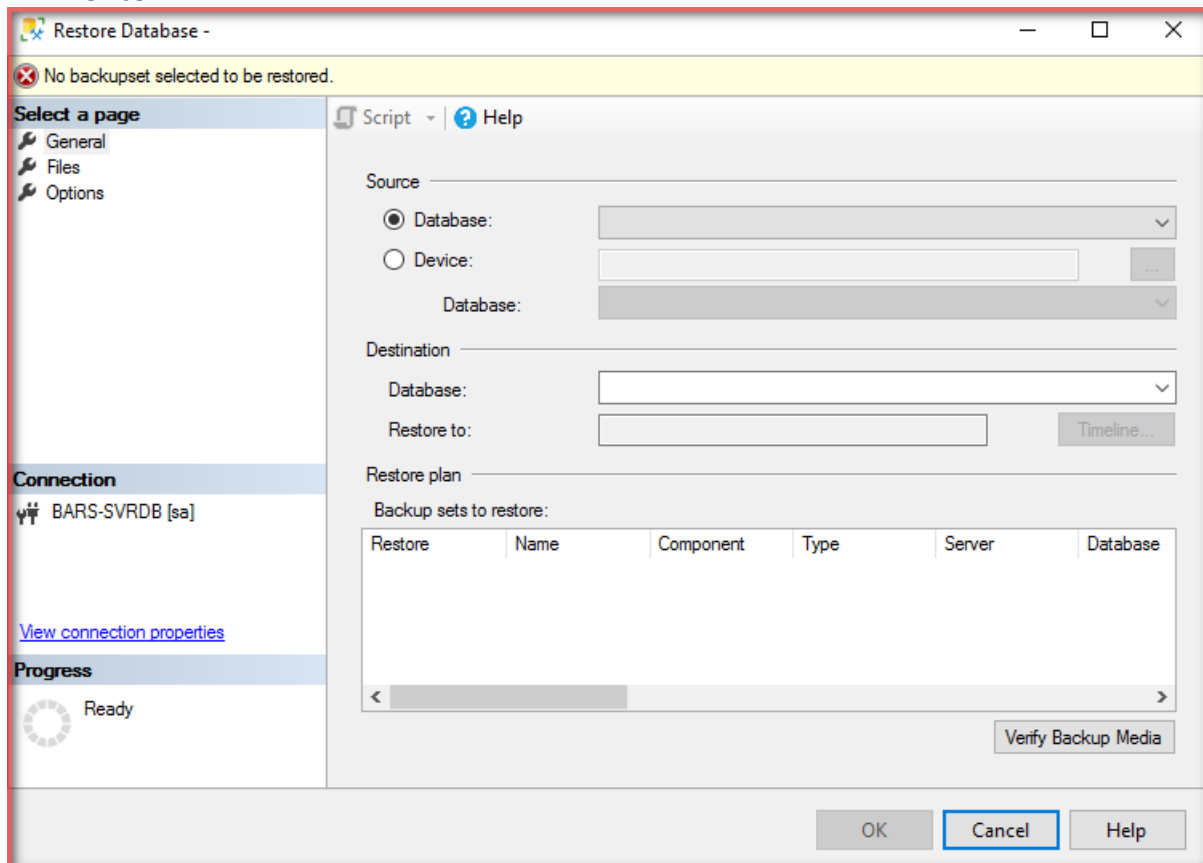 Restore Database -
No backupset selected to be restored.
Select a page
General
Files
Options
Connection
BARS-SVRDB [sa]
View connection properties
Progress
Ready
Script
Help
Source
Database:
Device:
...
Database:
Destination
Database:
Restore to:
Timeline...
Restore plan
Backup sets to restore:
Restore Name Component Type Server Database
Verify Backup Media
OK Cancel Help